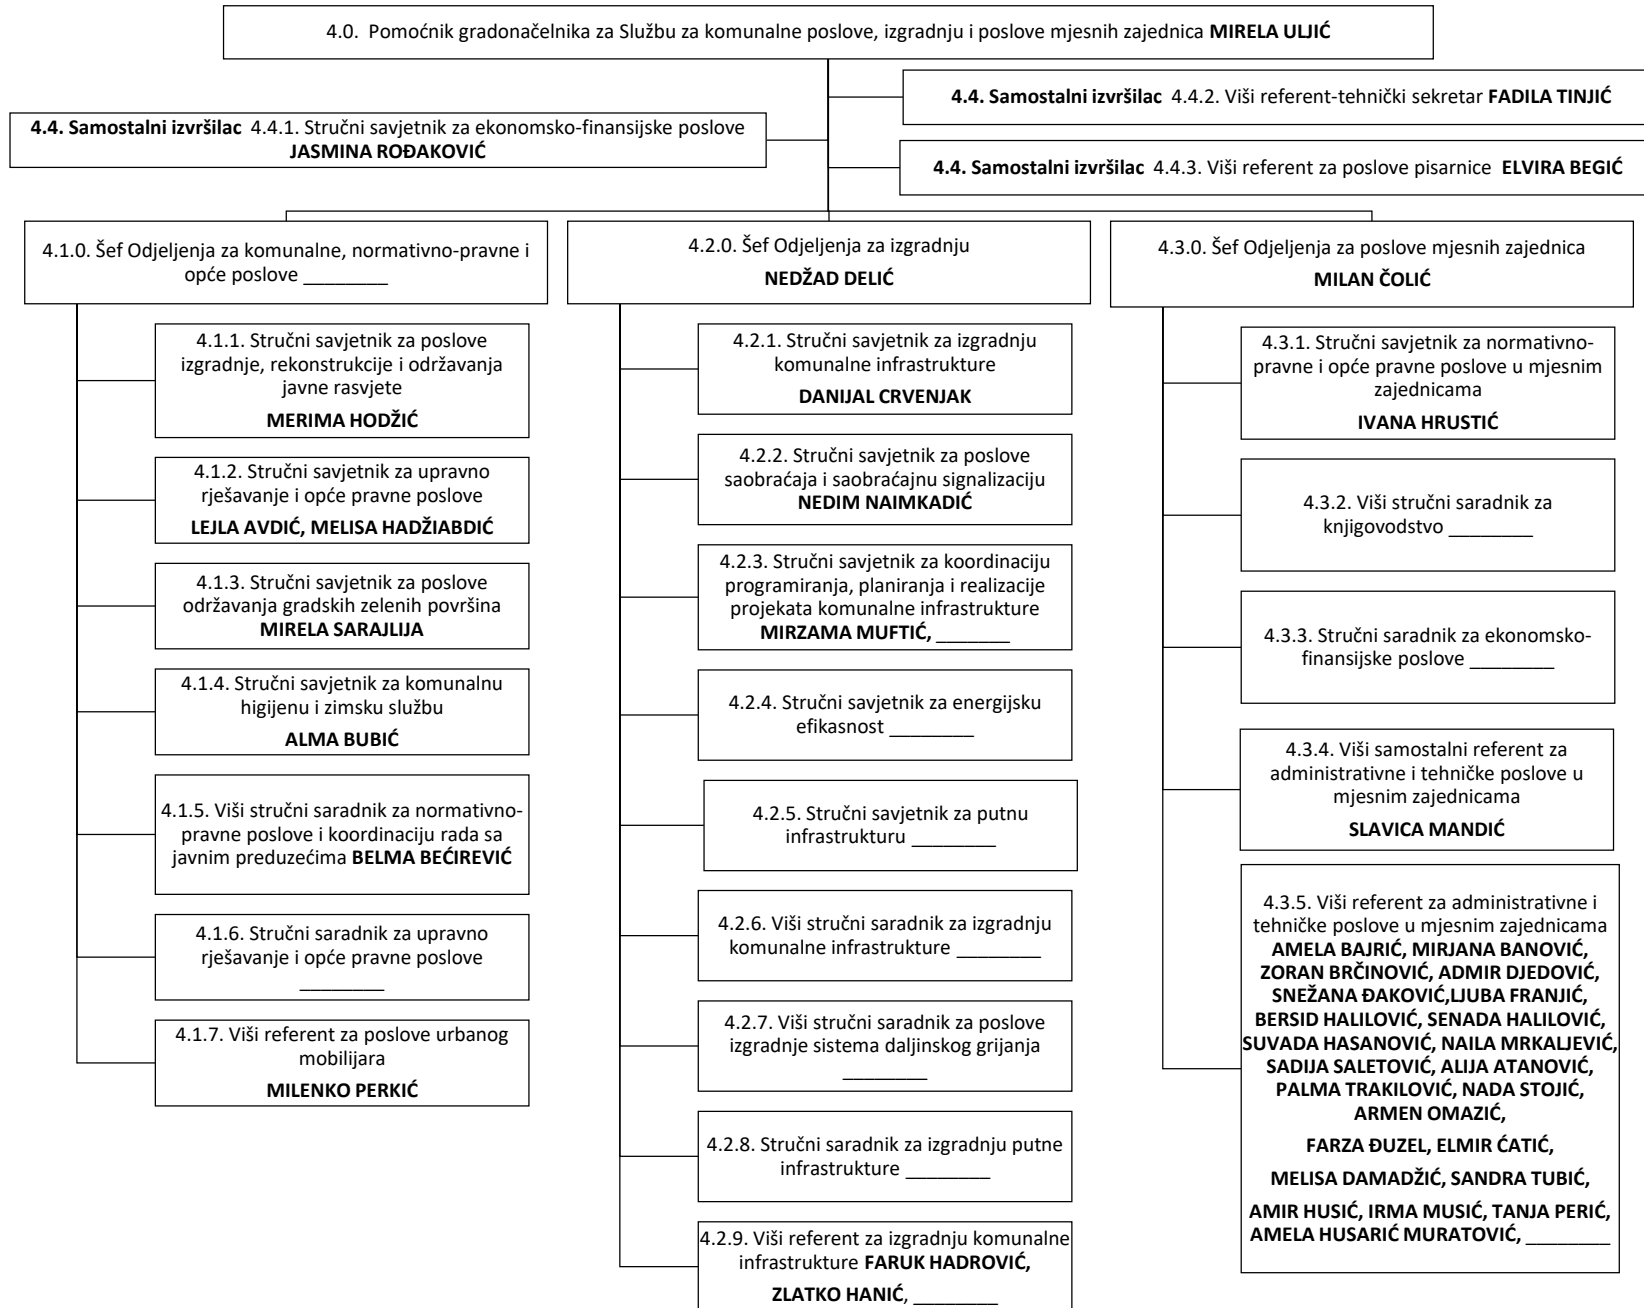 4.0.  Pomoćnik gradonačelnika za Službu za komunalne poslove, izgradnju i poslove mjesnih zajednica MIRELA ULJIĆ
4.4. Samostalni izvršilac 4.4.2. Viši referent-tehnički sekretar FADILA TINJIĆ
4.4. Samostalni izvršilac 4.4.1. Stručni savjetnik za ekonomsko-finansijske poslove
JASMINA ROĐAKOVIĆ
4.4. Samostalni izvršilac 4.4.3. Viši referent za poslove pisarnice ELVIRA BEGIĆ
4.1.0. Šef Odjeljenja za komunalne, normativno-pravne i
opće poslove ________
4.1.1. Stručni savjetnik za poslove
izgradnje, rekonstrukcije i održavanja
javne rasvjete
MERIMA HODŽIĆ
4.1.2. Stručni savjetnik za upravno
rješavanje i opće pravne poslove
LEJLA AVDIĆ, MELISA HADŽIABDIĆ
4.1.3. Stručni savjetnik za poslove
održavanja gradskih zelenih površina
MIRELA SARAJLIJA
4.1.4. Stručni savjetnik za komunalnu
higijenu i zimsku službu
ALMA BUBIĆ
4.1.5. Viši stručni saradnik za normativno-
pravne poslove i koordinaciju rada sa
javnim preduzećima BELMA BEĆIREVIĆ
4.1.6. Stručni saradnik za upravno
rješavanje i opće pravne poslove
________
4.1.7. Viši referent za poslove urbanog
mobilijara
MILENKO PERKIĆ
4.2.0. Šef Odjeljenja za izgradnju
NEDŽAD DELIĆ
4.2.1. Stručni savjetnik za izgradnju
komunalne infrastrukture
DANIJAL CRVENJAK
4.2.2. Stručni savjetnik za poslove
saobraćaja i saobraćajnu signalizaciju
NEDIM NAIMKADIĆ
4.2.3. Stručni savjetnik za koordinaciju
programiranja, planiranja i realizacije
projekata komunalne infrastrukture
MIRZAMA MUFTIĆ, _______
4.2.4. Stručni savjetnik za energijsku
efikasnost ________
4.2.5. Stručni savjetnik za putnu
infrastrukturu ________
4.2.6. Viši stručni saradnik za izgradnju
komunalne infrastrukture ________
4.2.7. Viši stručni saradnik za poslove
izgradnje sistema daljinskog grijanja
________
4.2.8. Stručni saradnik za izgradnju putne
infrastrukture ________
4.2.9. Viši referent za izgradnju komunalne
infrastrukture FARUK HADROVIĆ,
ZLATKO HANIĆ, ________
4.3.0. Šef Odjeljenja za poslove mjesnih zajednica
MILAN ČOLIĆ
4.3.1. Stručni savjetnik za normativno-
pravne i opće pravne poslove u mjesnim
zajednicama
IVANA HRUSTIĆ
4.3.2. Viši stručni saradnik za
knjigovodstvo ________
4.3.3. Stručni saradnik za ekonomsko-
finansijske poslove ________
4.3.4. Viši samostalni referent za
administrativne i tehničke poslove u
mjesnim zajednicama
SLAVICA MANDIĆ
4.3.5. Viši referent za administrativne i
tehničke poslove u mjesnim zajednicama
AMELA BAJRIĆ, MIRJANA BANOVIĆ,
ZORAN BRČINOVIĆ, ADMIR DJEDOVIĆ,
SNEŽANA ĐAKOVIĆ,LJUBA FRANJIĆ,
BERSID HALILOVIĆ, SENADA HALILOVIĆ,
SUVADA HASANOVIĆ, NAILA MRKALJEVIĆ,
SADIJA SALETOVIĆ, ALIJA ATANOVIĆ,
PALMA TRAKILOVIĆ, NADA STOJIĆ,
ARMEN OMAZIĆ,
FARZA ĐUZEL, ELMIR ĆATIĆ,
MELISA DAMADŽIĆ, SANDRA TUBIĆ,
AMIR HUSIĆ, IRMA MUSIĆ, TANJA PERIĆ,
AMELA HUSARIĆ MURATOVIĆ, ________